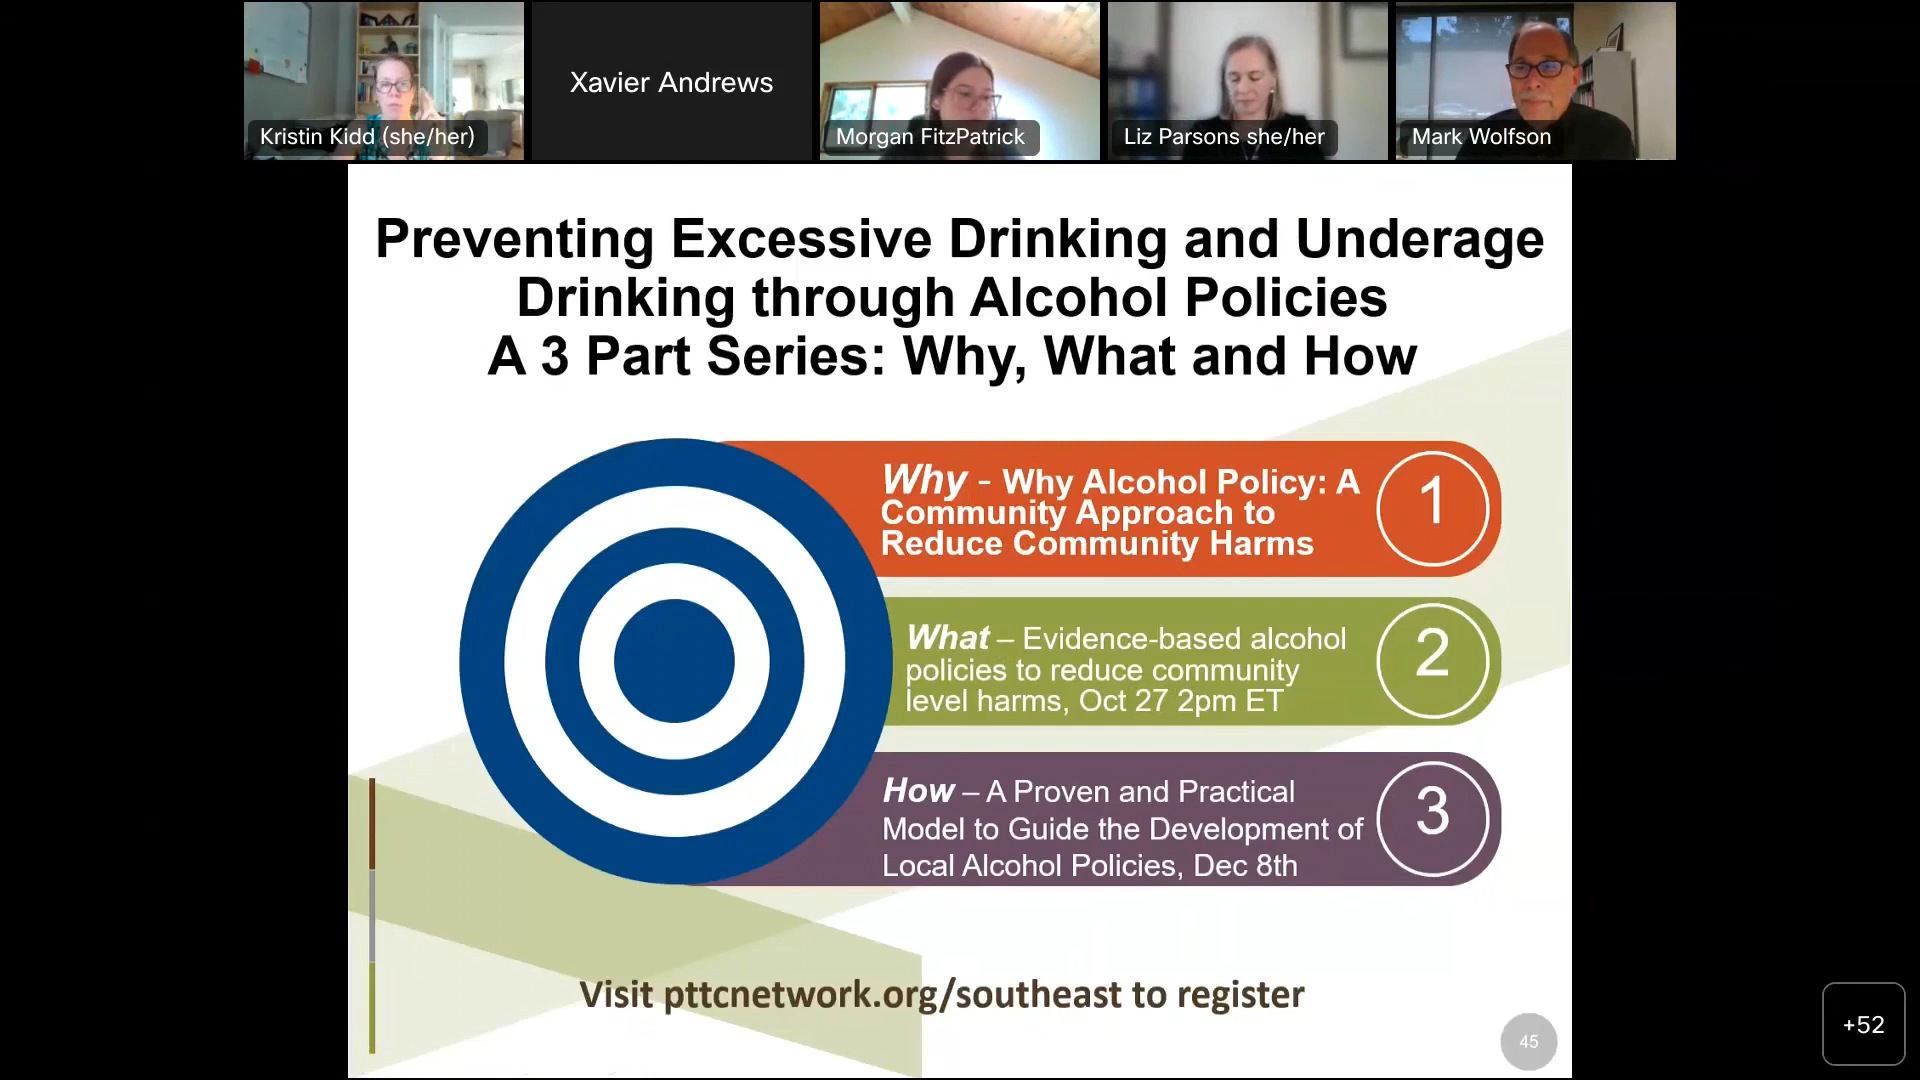 Kristin Kidd (she/her)
Xavier Andrews
Morgan FitzPatrick
Liz Parsons she/her
Mark Wolfson
Preventing Excessive Drinking and Underage
Drinking through Alcohol Policies
A 3 Part Series: Why, What and How
Why - Why Alcohol Policy: A
Community Approach to
Reduce Community Harms
1
What – Evidence-based alcohol
policies to reduce community
level harms, Oct 27 2pm ET
2
How – A Proven and Practical
Model to Guide the Development of
Local Alcohol Policies, Dec 8th
3
Visit pttcnetwork.org/southeast to register
45
+52